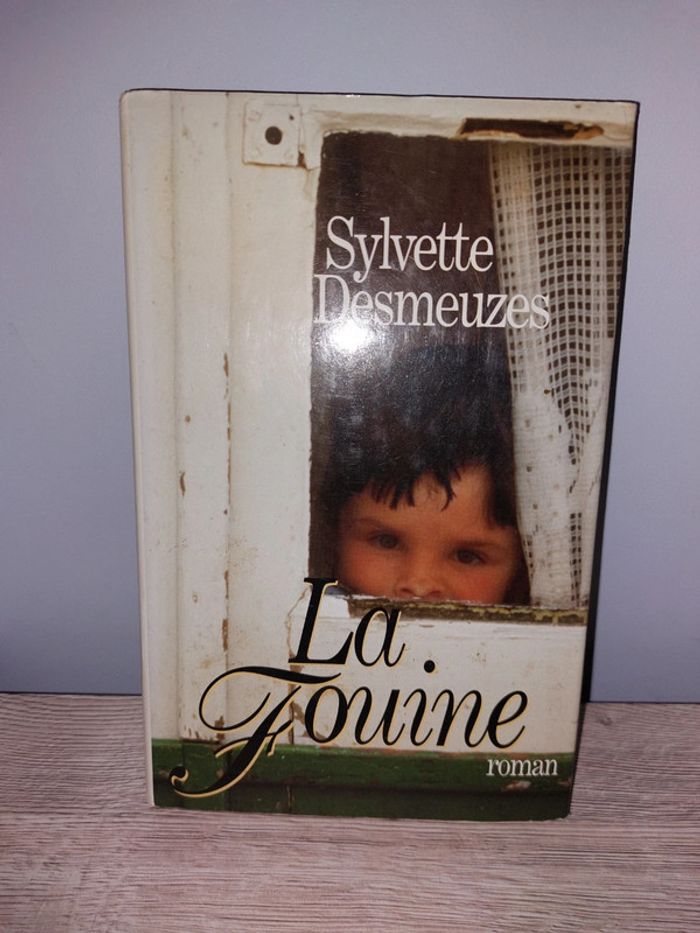 Sylvette
Desmeuzes
La
Fouine
roman